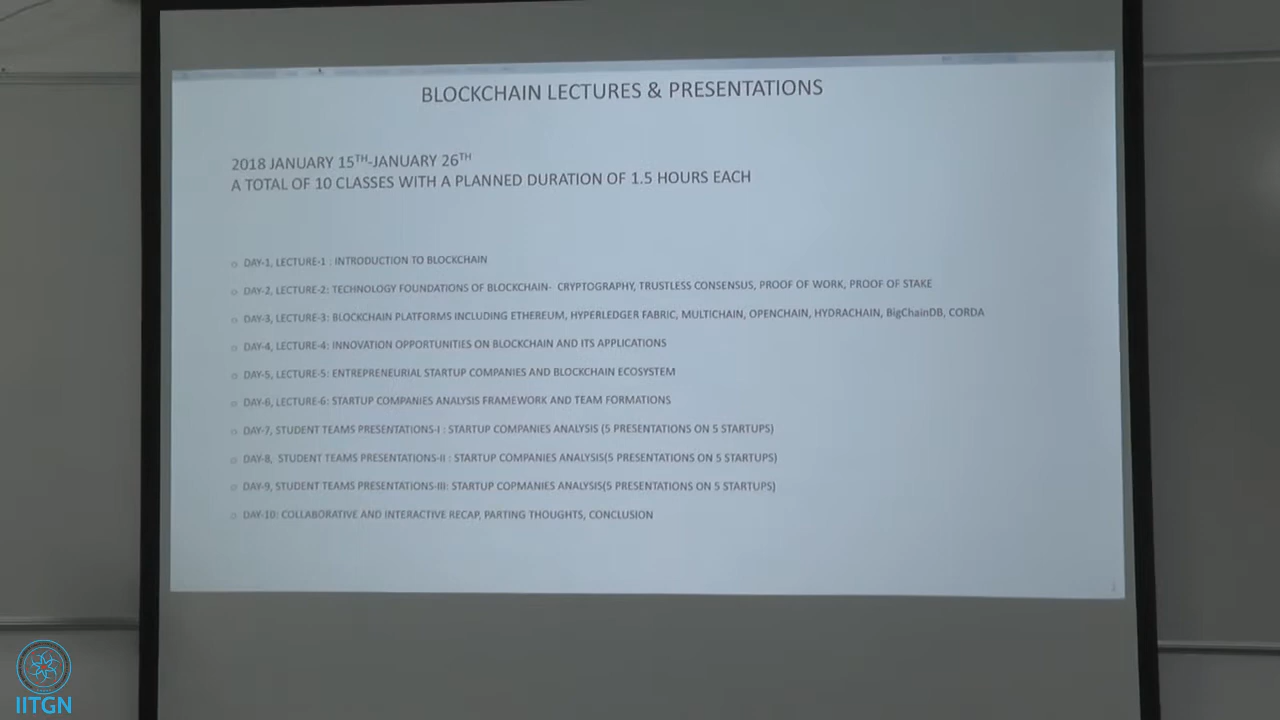 BLOCKCHAIN LECTURES & PRESENTATIONS
2018 JANUARY 15TH-JANUARY 26TH
A TOTAL OF 10 CLASSES WITH A PLANNED DURATION OF 1.5 HOURS EACH
DAY-1, LECTURE-1 : INTRODUCTION TO BLOCKCHAIN
DAY-2, LECTURE-2: TECHNOLOGY FOUNDATIONS OF BLOCKCHAIN- CRYPTOGRAPHY, TRUSTLESS CONSENSUS, PROOF OF WORK, PROOF OF STAKE
DAY-3, LECTURE-3: BLOCKCHAIN PLATFORMS INCLUDING ETHEREUM, HYPERLEDGER FABRIC, MULTICHAIN, OPENCHAIN, HYDRACHAIN, BigChainDB, CORDA
DAY-4, LECTURE-4: INNOVATION OPPORTUNITIES ON BLOCKCHAIN AND ITS APPLICATIONS
DAY-5, LECTURE-5: ENTREPRENEURIAL STARTUP COMPANIES AND BLOCKCHAIN ECOSYSTEM
DAY-6, LECTURE-6: STARTUP COMPANIES ANALYSIS FRAMEWORK AND TEAM FORMATIONS
DAY-7, STUDENT TEAMS PRESENTATIONS-I : STARTUP COMPANIES ANALYSIS (5 PRESENTATIONS ON 5 STARTUPS)
DAY-8, STUDENT TEAMS PRESENTATIONS-II : STARTUP COMPANIES ANALYSIS(5 PRESENTATIONS ON 5 STARTUPS)
DAY-9, STUDENT TEAMS PRESENTATIONS-III: STARTUP COPMANIES ANALYSIS(5 PRESENTATIONS ON 5 STARTUPS)
DAY-10: COLLABORATIVE AND INTERACTIVE RECAP, PARTING THOUGHTS, CONCLUSION
IITGN